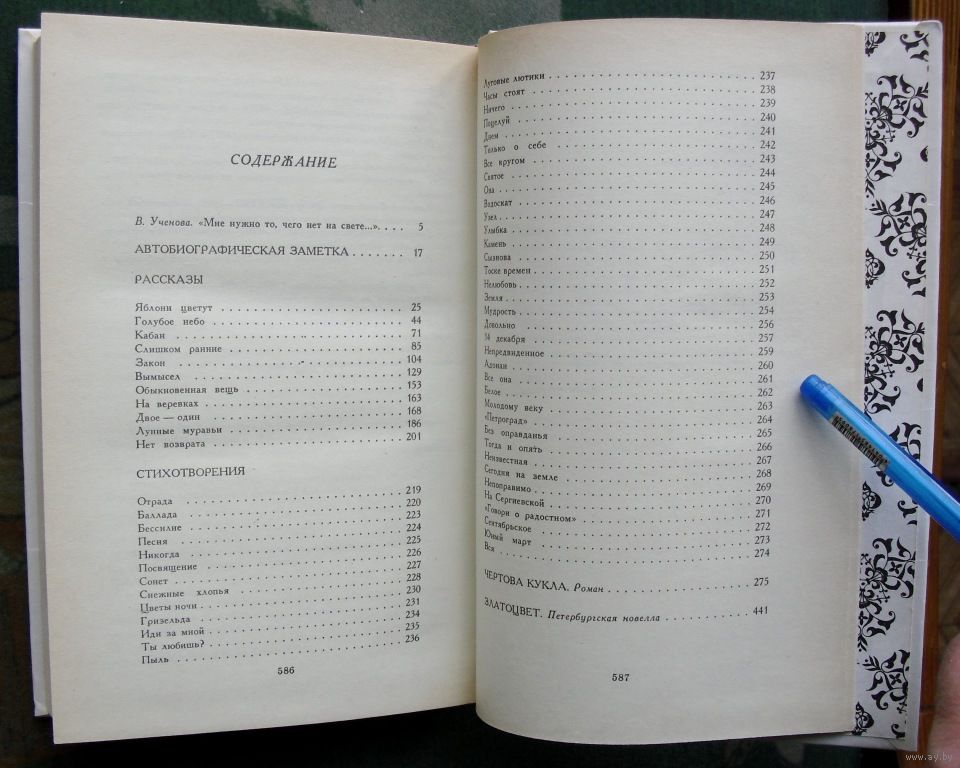 СОДЕРЖАНИЕ
В. Ученова. «Мне нужно то, чего нет на свете...». . . . 5
АВТОБИОГРАФИЧЕСКАЯ ЗАМЕТКА . . . . . . . 17
РАССКАЗЫ
Яблони цветут . . . . . . . . . . 25
Голубое небо . . . . . . . . . . 44
Кабан . . . . . . . . . . 71
Слишком ранние . . . . . . . . . . 85
Закон . . . . . . . . . . 104
Вымысел . . . . . . . . . . 129
Обыкновенная вещь . . . . . . . . . . 153
На веревках . . . . . . . . . . 163
Двое — один . . . . . . . . . . 168
Лунные муравьи . . . . . . . . . . 186
Нет возврата . . . . . . . . . . 201
СТИХОТВОРЕНИЯ
Отрада . . . . . . . . . . 219
Баллада . . . . . . . . . . 220
Бессилие . . . . . . . . . . 223
Песня . . . . . . . . . . 224
Никогда . . . . . . . . . . 225
Посвящение . . . . . . . . . . 226
Сонет . . . . . . . . . . 227
Снежные хлопья . . . . . . . . . . 228
Цветы ночи . . . . . . . . . . 230
Гризельда . . . . . . . . . . 231
Иди за мной . . . . . . . . . . 234
Ты любишь? . . . . . . . . . . 235
Пыль . . . . . . . . . . 236
586
Луговые лютики . . . . . . . . . . 237
Часы стоят . . . . . . . . . . 238
Ничего . . . . . . . . . . 239
Поцелуй . . . . . . . . . . 240
Днем . . . . . . . . . . 241
Только о себе . . . . . . . . . . 242
Все кругом . . . . . . . . . . 243
Святое . . . . . . . . . . 244
Она . . . . . . . . . . 245
Водоскат . . . . . . . . . . 246
Узел . . . . . . . . . . 247
Улыбка . . . . . . . . . . 248
Камень . . . . . . . . . . 249
Сызнова . . . . . . . . . . 250
Тоске времен . . . . . . . . . . 251
Нелюбовь . . . . . . . . . . 252
Земля . . . . . . . . . . 253
Мудрость . . . . . . . . . . 254
Довольно . . . . . . . . . . 256
14 декабря . . . . . . . . . . 257
Непредвиденное . . . . . . . . . . 259
Адонаи . . . . . . . . . . 260
Все она . . . . . . . . . . 261
Белое . . . . . . . . . . 262
Молодому веку . . . . . . . . . . 263
«Петроград» . . . . . . . . . . 264
Без оправданья . . . . . . . . . . 265
Тогда и опять . . . . . . . . . . 266
Неизвестная . . . . . . . . . . 267
Сегодня на земле . . . . . . . . . . 268
Непоправимо . . . . . . . . . . 269
На Сергиевской . . . . . . . . . . 270
«Говори о радостном» . . . . . . . . . . 271
Сентябрьское . . . . . . . . . . 272
Юный март . . . . . . . . . . 273
Вся . . . . . . . . . . 274
ЧЕРТОВА КУКЛА. Роман . . . . . . . . . . 275
ЗЛАТОЦВЕТ. Петербургская новелла . . . . . . . . 441
587
www.ay.by